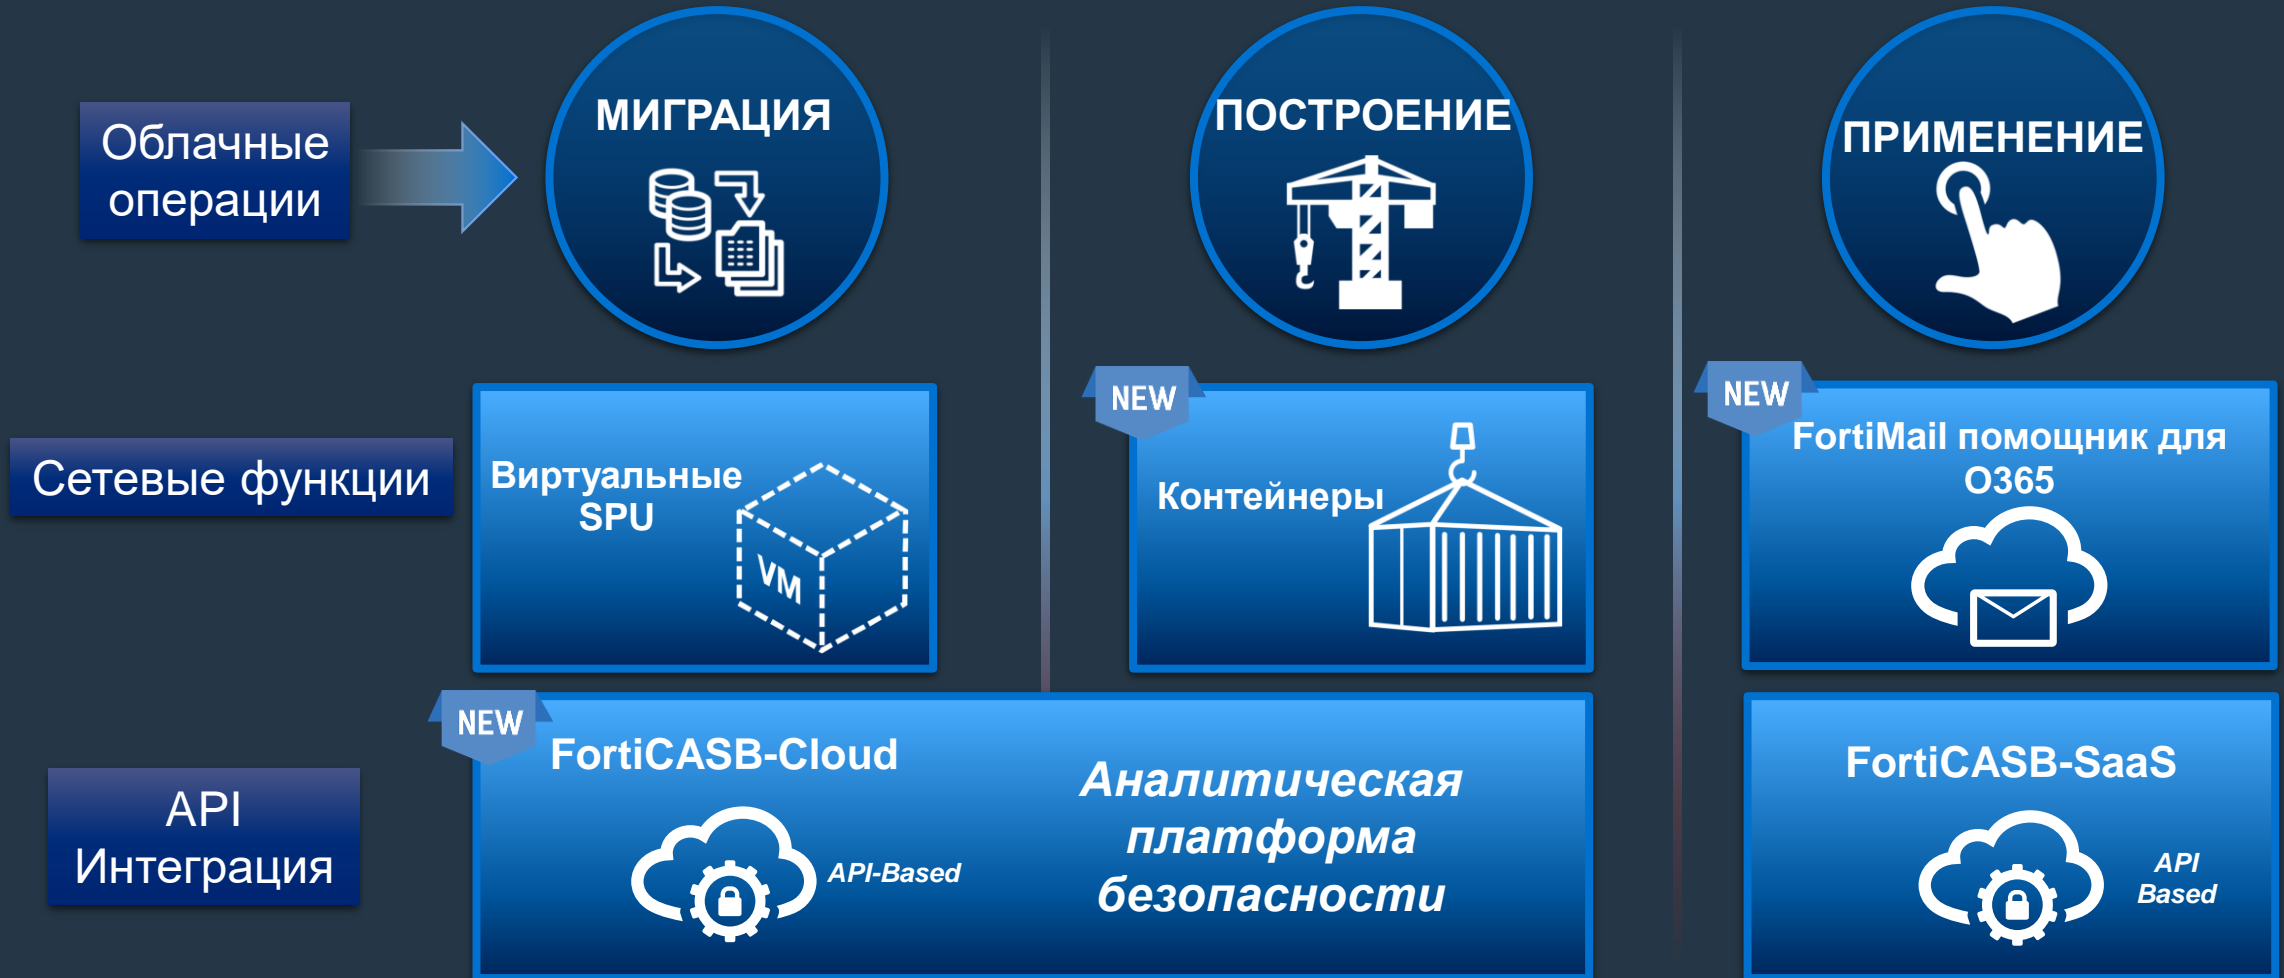 Облачные
операции
МИГРАЦИЯ
ПОСТРОЕНИЕ
ПРИМЕНЕНИЕ
Сетевые функции
Виртуальные
SPU
VM
NEW
Контейнеры
NEW
FortiMail помощник для
O365
API
Интеграция
NEW
FortiCASB-Cloud
API-Based
Аналитическая
платформа
безопасности
FortiCASB-SaaS
API
Based